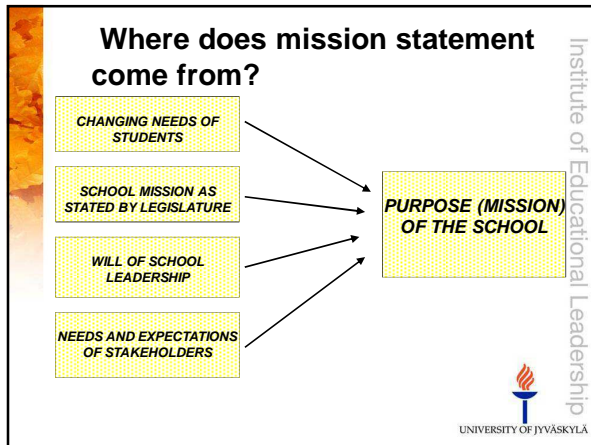 Where does mission statement
come from?
CHANGING NEEDS OF
STUDENTS
SCHOOL MISSION AS
STATED BY LEGISLATURE
WILL OF SCHOOL
LEADERSHIP
NEEDS AND EXPECTATIONS
OF STAKEHOLDERS
PURPOSE (MISSION)
OF THE SCHOOL
Institute of Educational Leadership
UNIVERSITY OF JYVÄSKYLÄ